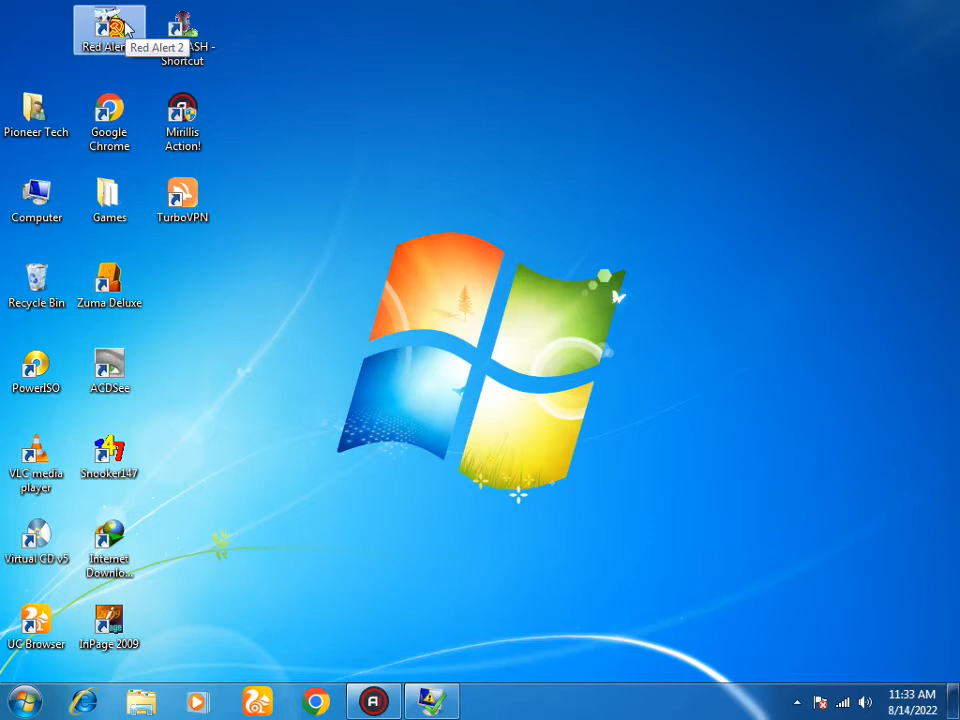 Red Aler
Red Alert 2
ASH -
Shortcut
Pioneer Tech
Google
Chrome
Mirillis
Action!
Computer
Games
TurboVPN
Recycle Bin
Zuma Deluxe
PowerISO
ACDSee
VLC media
player
Snooker147
Virtual CD v5
Internet
Downlo...
UC Browser
InPage 2009
11:33 AM
8/14/2022